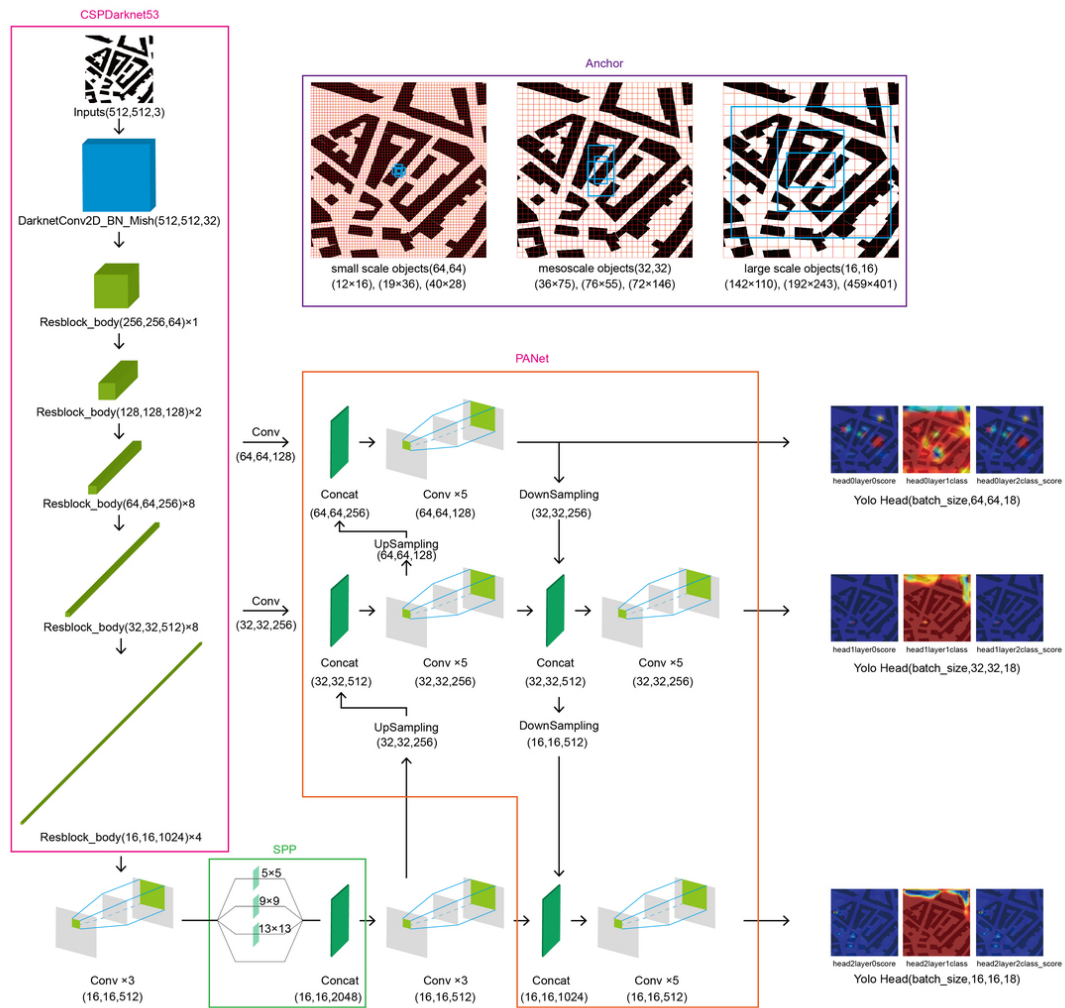 CSPDarknet53
Inputs(512,512,3)
DarknetConv2D_BN_Mish(512,512,32)
Resblock_body(256,256,64)×1
Resblock_body(128,128,128)×2
Resblock_body(64,64,256)×8
Resblock_body(32,32,512)×8
Resblock_body(16,16,1024)×4
Anchor
small scale objects(64,64)
(12×16), (19×36), (40×28)
mesoscale objects(32,32)
(36×75), (76×55), (72×146)
large scale objects(16,16)
(142×110), (192×243), (459×401)
PANet
Conv
(64,64,128)
Concat
(64,64,256)
Conv ×5
(64,64,128)
DownSampling
(32,32,256)
UpSampling
(64,64,128)
head0layer0score
head0layer1class
head0layer2class_score
Yolo Head(batch_size,64,64,18)
Conv
(32,32,256)
Concat
(32,32,512)
Conv ×5
(32,32,256)
Concat
(32,32,512)
Conv ×5
(32,32,256)
head1layer0score
head1layer1class
head1layer2class_score
Yolo Head(batch_size,32,32,18)
UpSampling
(32,32,256)
DownSampling
(16,16,512)
SPP
5×5
9×9
13×13
Conv ×3
(16,16,512)
Concat
(16,16,2048)
Conv ×3
(16,16,512)
Concat
(16,16,1024)
Conv ×5
(16,16,512)
head2layer0score
head2layer1class
head2layer2class_score
Yolo Head(batch_size,16,16,18)